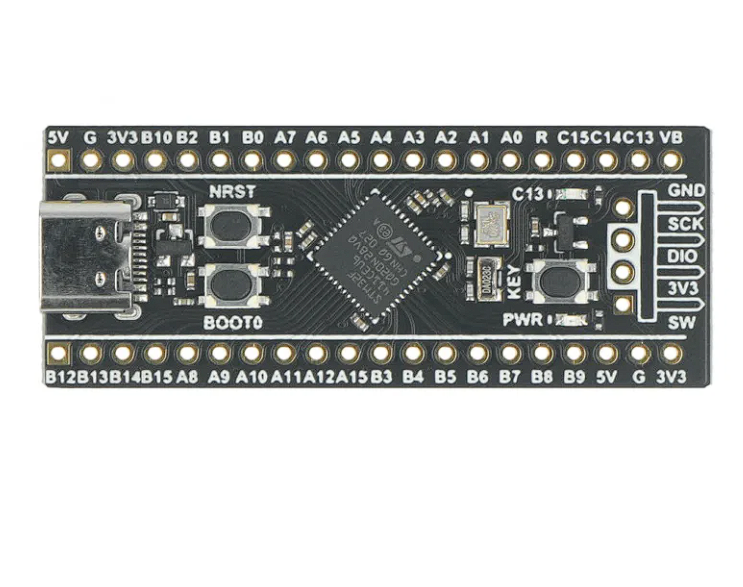 5V G 3V3 B10 B2 B1 B0 A7 A6 A5 A4 A3 A2 A1 A0 R C15 C14 C13 VB
NRST
C13
GND
SCK
DIO
3V3
SW
KEY
BOOT0
PWR
STM32F
411CEU6
B12 B13 B14 B15 A8 A9 A10 A11 A12 A15 B3 B4 B5 B6 B7 B8 B9 5V G 3V3